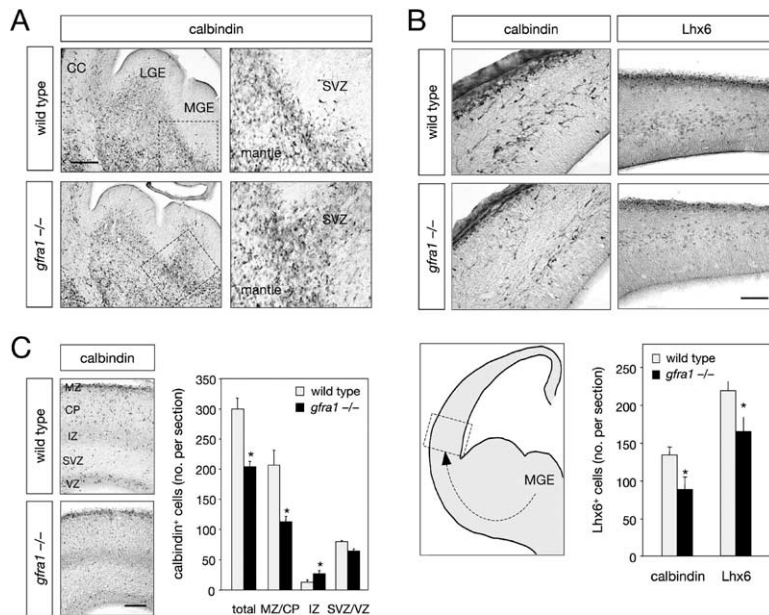 A
calbindin
wild type
CC
LGE
MGE
SVZ
mantle
gfra1 –/–
SVZ
mantle
B
calbindin
Lhx6
wild type
gfra1 –/–
C
calbindin
wild type
MZ
CP
IZ
SVZ
VZ
gfra1 –/–
calbindin+ cells (no. per section)
350
300
250
200
150
100
50
0
wild type
gfra1 –/–
*
*
*
total MZ/CP IZ SVZ/VZ
MGE
Lhx6+ cells (no. per section)
250
200
150
100
50
0
wild type
gfra1 –/–
*
*
calbindin Lhx6